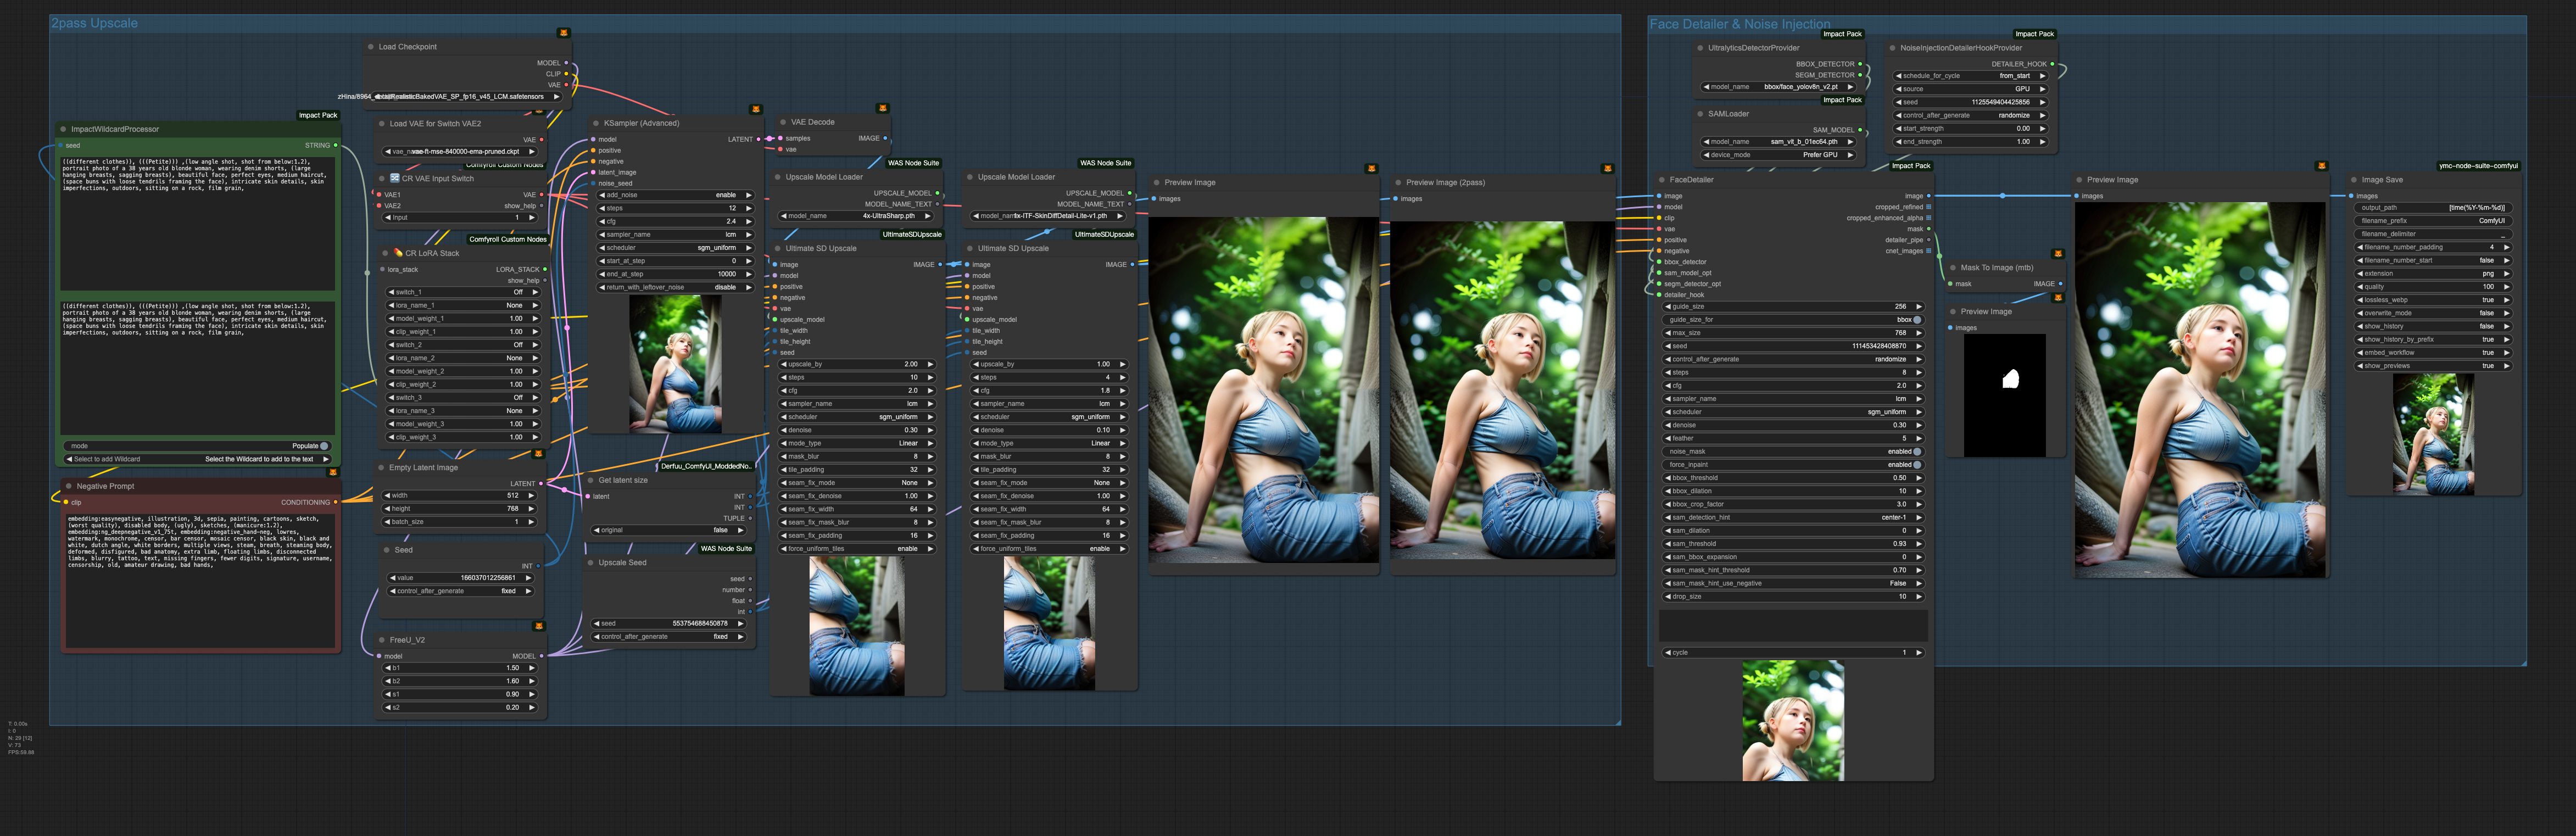 2pass Upscale
Load Checkpoint
MODEL
CLIP
VAE
Impact Pack
ImpactWildcardProcessor
seed
STRING
((different clothes)), (((Petite))) ,(low angle shot, shot from below:1.2),
portrait photo of a 38 years old blonde woman, wearing denim shorts, (large
hanging breasts, sagging breasts), beautiful face, perfect eyes, medium haircut,
(space buns with loose tendrils framing the face), intricate skin details, skin
imperfections, outdoors, sitting on a rock, film grain,
((different clothes)), (((Petite))) ,(low angle shot, shot from below:1.2),
portrait photo of a 38 years old blonde woman, wearing denim shorts, (large
hanging breasts, sagging breasts), beautiful face, perfect eyes, medium haircut,
(space buns with loose tendrils framing the face), intricate skin details, skin
imperfections, outdoors, sitting on a rock, film grain,
mode Populate
Select to add Wildcard Select the Wildcard to add to the text
Negative Prompt
clip
CONDITIONING
embedding:easynegative, illustration, 3d, sepia, painting, cartoons, sketch,
(worst quality), disabled body, (ugly), sketches, (manicure:1.2),
embedding:ng_deepnegative_v1_75t, embedding:negative_hand-neg, lowres,
watermark, monochrome, censor, bar censor, mosaic censor, black skin, black and
white, dutch angle, white borders, multiple views, steam, breath, steaming body,
deformed, disfigured, bad anatomy, extra limb, floating limbs, disconnected
limbs, blurry, tattoo, text, missing fingers, fewer digits, signature, username,
censorship, old, amateur drawing, bad hands,
Load VAE for Switch VAE2
VAE
CR VAE Input Switch
VAE1
VAE
VAE2
show_help
Input 1
Comfyroll Custom Nodes
CR LoRA Stack
lora_stack
LORA_STACK
show_help
switch_1 Off
lora_name_1 None
model_weight_1 1.00
clip_weight_1 1.00
switch_2 Off
lora_name_2 None
model_weight_2 1.00
clip_weight_2 1.00
switch_3 Off
lora_name_3 None
model_weight_3 1.00
clip_weight_3 1.00
Empty Latent Image
LATENT
width 512
height 768
batch_size 1
Seed
INT
value 166037012256861
control_after_generate fixed
FreeU_V2
model
MODEL
b1 1.50
b2 1.60
s1 0.90
s2 0.20
KSampler (Advanced)
model
LATENT
positive
negative
latent_image
noise_seed
add_noise enable
steps 12
cfg 2.4
sampler_name lcm
scheduler sgm_uniform
start_at_step 0
end_at_step 10000
return_with_leftover_noise disable
Derfuu_ComfyUI_ModdedNo..
Get latent size
latent
INT
INT
TUPLE
original false
WAS Node Suite
Upscale Seed
seed
number
float
int
seed 553754688450878
control_after_generate fixed
VAE Decode
samples
IMAGE
vae
WAS Node Suite
Upscale Model Loader
UPSCALE_MODEL
MODEL_NAME_TEXT
model_name 4x-UltraSharp.pth
UltimateSDUpscale
Ultimate SD Upscale
image
IMAGE
model
positive
negative
vae
upscale_model
tile_width
tile_height
seed
upscale_by 2.00
steps 10
cfg 2.0
sampler_name lcm
scheduler sgm_uniform
denoise 0.30
mode_type Linear
mask_blur 8
tile_padding 32
seam_fix_mode None
seam_fix_denoise 1.00
seam_fix_width 64
seam_fix_mask_blur 8
seam_fix_padding 16
force_uniform_tiles enable
WAS Node Suite
Upscale Model Loader
UPSCALE_MODEL
MODEL_NAME_TEXT
UltimateSDUpscale
Ultimate SD Upscale
image
IMAGE
model
positive
negative
vae
upscale_model
tile_width
tile_height
seed
upscale_by 1.00
steps 4
cfg 1.8
sampler_name lcm
scheduler sgm_uniform
denoise 0.10
mode_type Linear
mask_blur 8
tile_padding 32
seam_fix_mode None
seam_fix_denoise 1.00
seam_fix_width 64
seam_fix_mask_blur 8
seam_fix_padding 16
force_uniform_tiles enable
Preview Image
images
Preview Image (2pass)
images
Face Detailer & Noise Injection
Impact Pack
UltralyticsDetectorProvider
BBOX_DETECTOR
SEGM_DETECTOR
model_name bbox/face_yolov8n_v2.pt
Impact Pack
SAMLoader
SAM_MODEL
model_name sam_vit_b_01ec64.pth
device_mode Prefer GPU
Impact Pack
NoiseInjectionDetailerHookProvider
DETAILER_HOOK
schedule_for_cycle from_start
source GPU
seed 1125549404425856
control_after_generate randomize
start_strength 0.00
end_strength 1.00
Impact Pack
FaceDetailer
image
image
model
cropped_refined
clip
cropped_enhanced_alpha
vae
mask
positive
detailer_pipe
negative
cnet_images
bbox_detector
sam_model_opt
segm_detector_opt
detailer_hook
guide_size 256
guide_size_for bbox
max_size 768
seed 111453428408870
control_after_generate randomize
steps 8
cfg 2.0
sampler_name lcm
scheduler sgm_uniform
denoise 0.30
feather 5
noise_mask enabled
force_inpaint enabled
bbox_threshold 0.50
bbox_dilation 10
bbox_crop_factor 3.0
sam_detection_hint center-1
sam_dilation 0
sam_threshold 0.93
sam_bbox_expansion 0
sam_mask_hint_threshold 0.70
sam_mask_hint_use_negative False
drop_size 10
cycle 1
Mask To Image (mtb)
mask
IMAGE
Preview Image
images
Preview Image
images
ymc-node-suite-comfyui
Image Save
images
output_path [time(%Y-%m-%d)]
filename_prefix ComfyUI
filename_delimiter _
filename_number_padding 4
filename_number_start false
extension png
quality 100
lossless_webp true
overwrite_mode false
show_history false
show_history_by_prefix true
embed_workflow true
show_previews true
T: 0.00s
I: 0
N: 29 [12]
V: 73